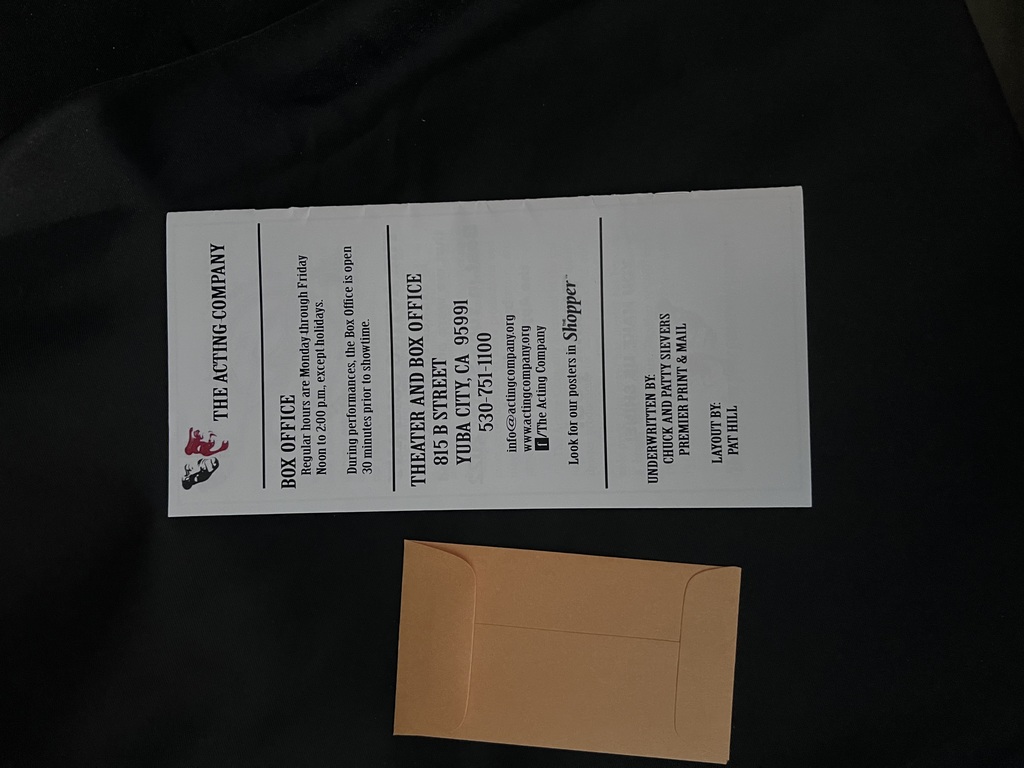 THE ACTING COMPANY
BOX OFFICE
Regular hours are Monday through Friday
Noon to 2:00 p.m., except holidays.
During performances, the Box Office is open
30 minutes prior to showtime.
THEATER AND BOX OFFICE
815 B STREET
YUBA CITY, CA 95991
530-751-1100
info@actingcompany.org
www.actingcompany.org
f/The Acting Company
Look for our posters in THE Shopper™
UNDERWRITTEN BY:
CHUCK AND PATTY SIEVERS
PREMIER PRINT & MAIL
LAYOUT BY:
PAT HILL